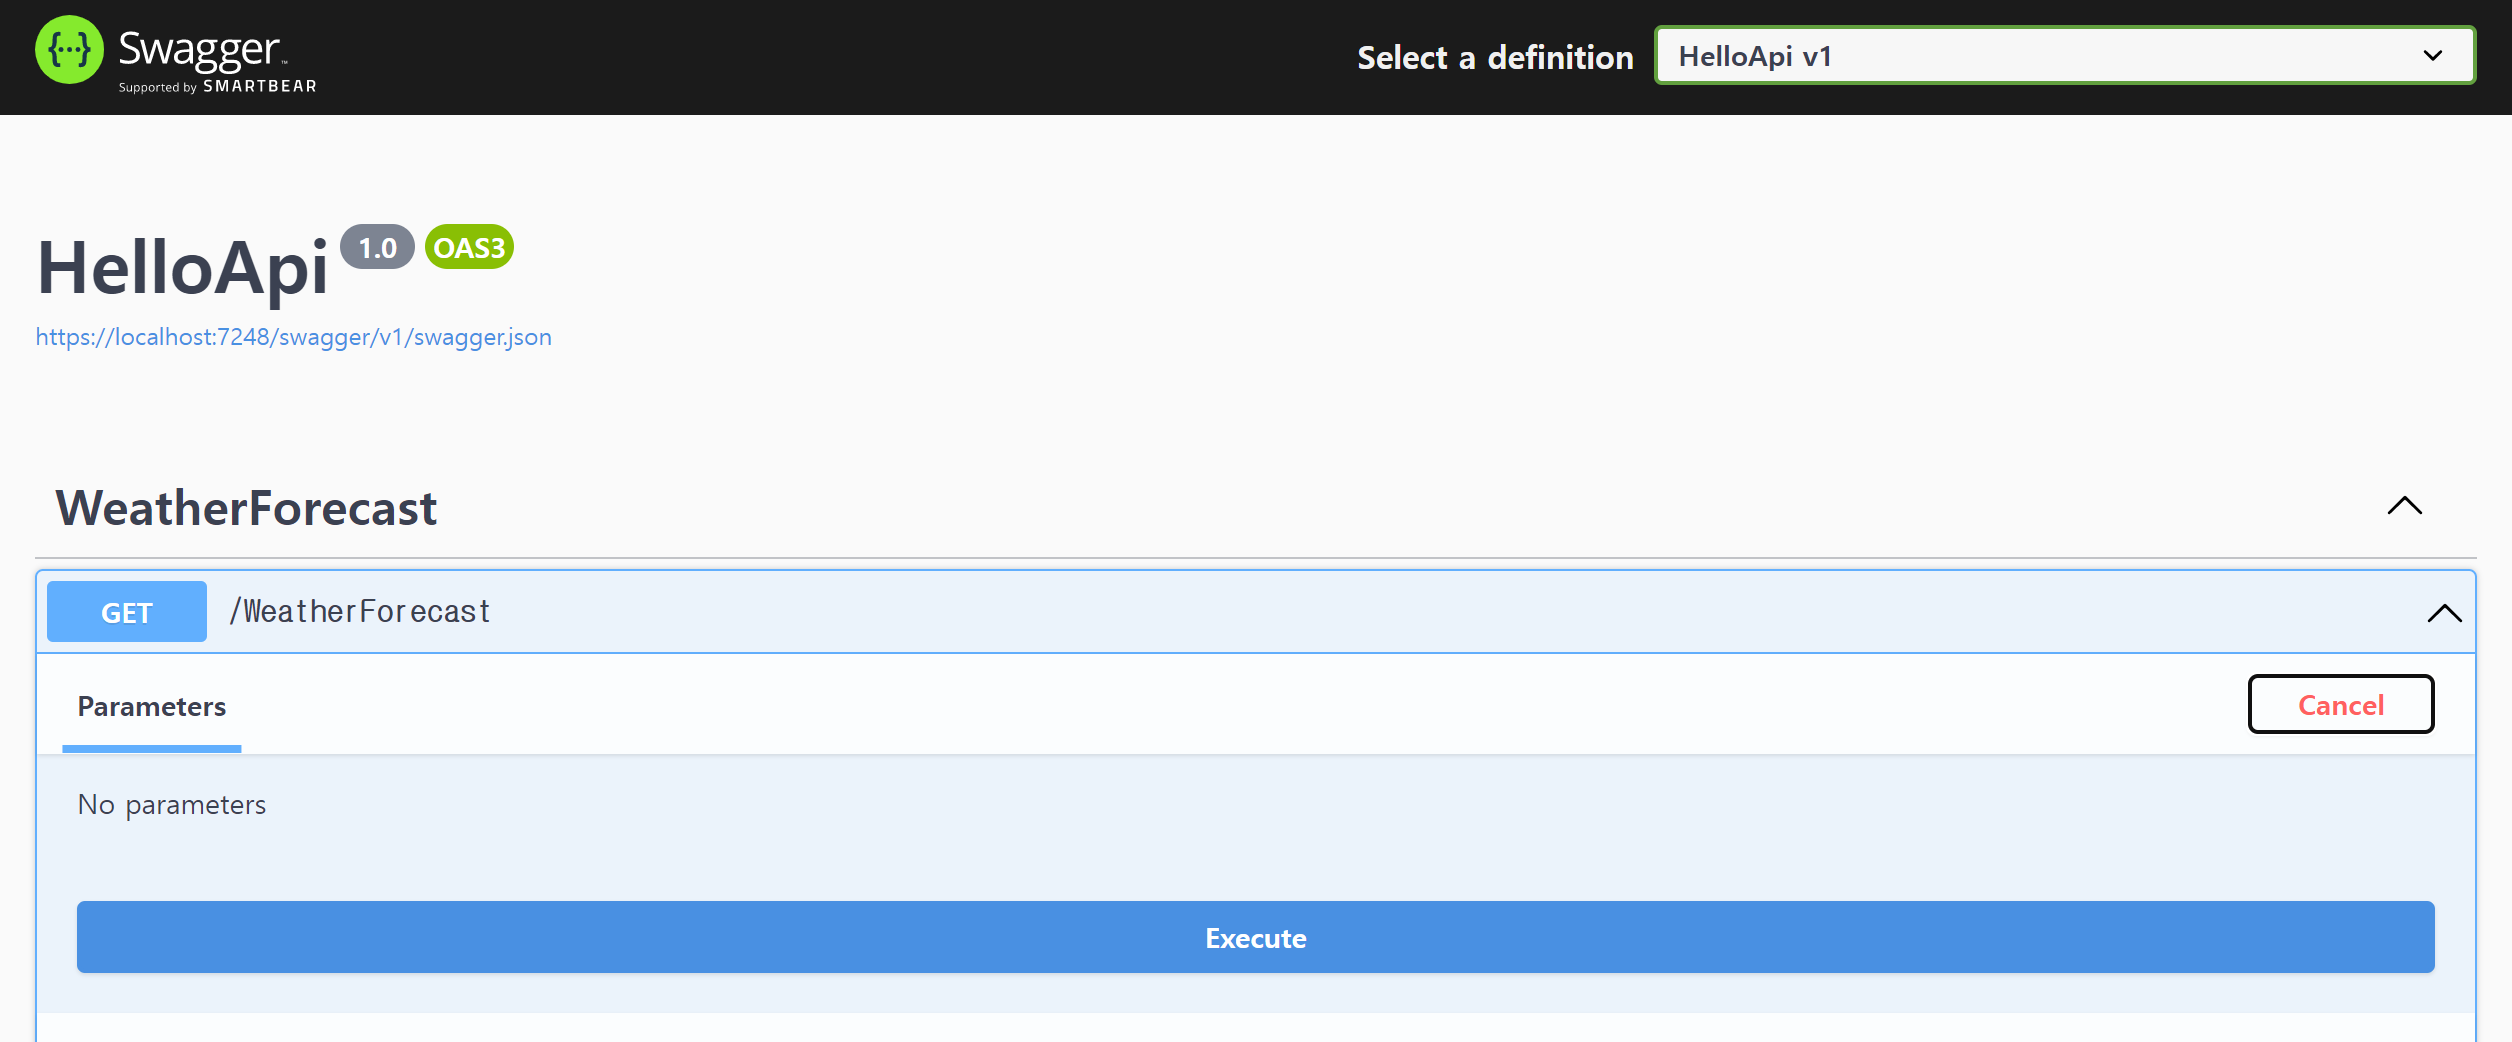 {···} Swagger™
Supported by SMARTBEAR
Select a definition
HelloApi v1
HelloApi 1.0 OAS3
https://localhost:7248/swagger/v1/swagger.json
WeatherForecast
GET /WeatherForecast
Parameters
Cancel
No parameters
Execute